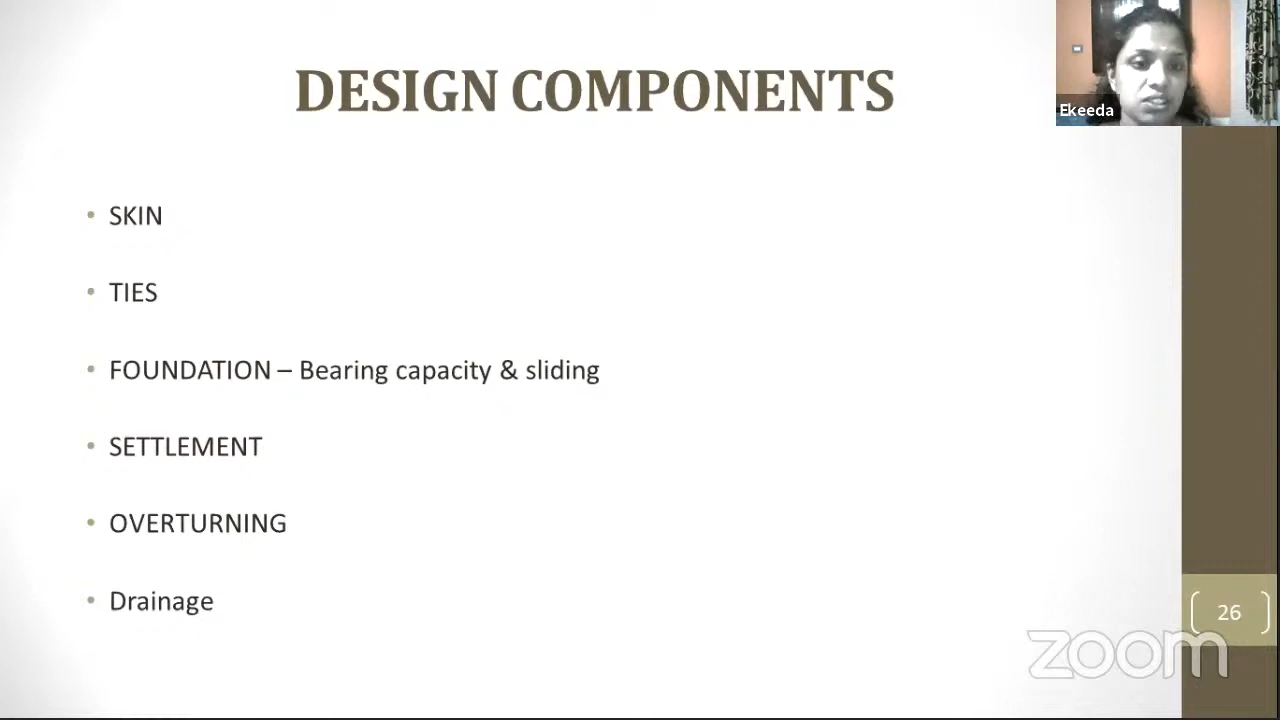 DESIGN COMPONENTS
Ekeeda
• SKIN
• TIES
• FOUNDATION – Bearing capacity & sliding
• SETTLEMENT
• OVERTURNING
• Drainage
26
zoom